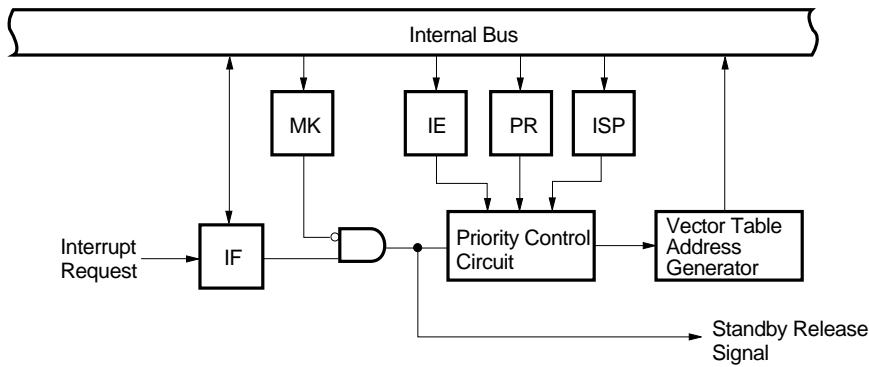 Internal Bus
MK
IE
PR
ISP
Interrupt
Request
IF
Priority Control
Circuit
Vector Table
Address
Generator
Standby Release
Signal